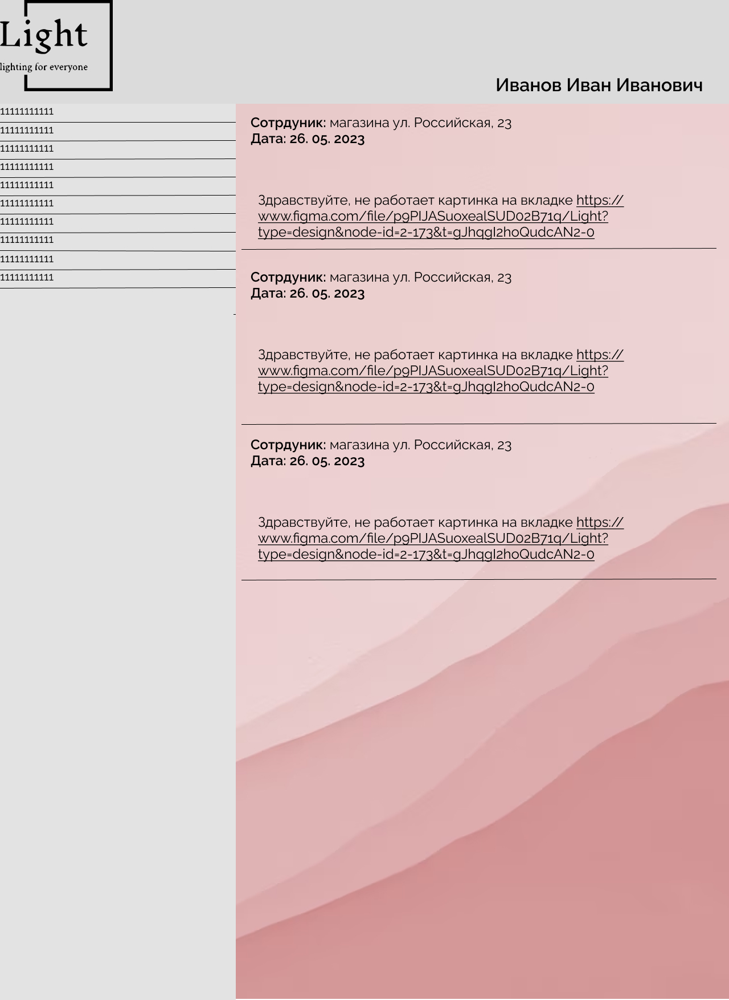 Light
lighting for everyone
Иванов Иван Иванович
11111111111
11111111111
11111111111
11111111111
11111111111
11111111111
11111111111
11111111111
11111111111
11111111111
Сотрдуник: магазина ул. Российская, 23
Дата: 26. 05. 2023
Здравствуйте, не работает картинка на вкладке https://
www.figma.com/file/p9PIJASuoxealSUD02B71q/Light?
type=design&node-id=2-173&t=gJhqgI2hoQudcAN2-0
Сотрдуник: магазина ул. Российская, 23
Дата: 26. 05. 2023
Здравствуйте, не работает картинка на вкладке https://
www.figma.com/file/p9PIJASuoxealSUD02B71q/Light?
type=design&node-id=2-173&t=gJhqgI2hoQudcAN2-0
Сотрдуник: магазина ул. Российская, 23
Дата: 26. 05. 2023
Здравствуйте, не работает картинка на вкладке https://
www.figma.com/file/p9PIJASuoxealSUD02B71q/Light?
type=design&node-id=2-173&t=gJhqgI2hoQudcAN2-0